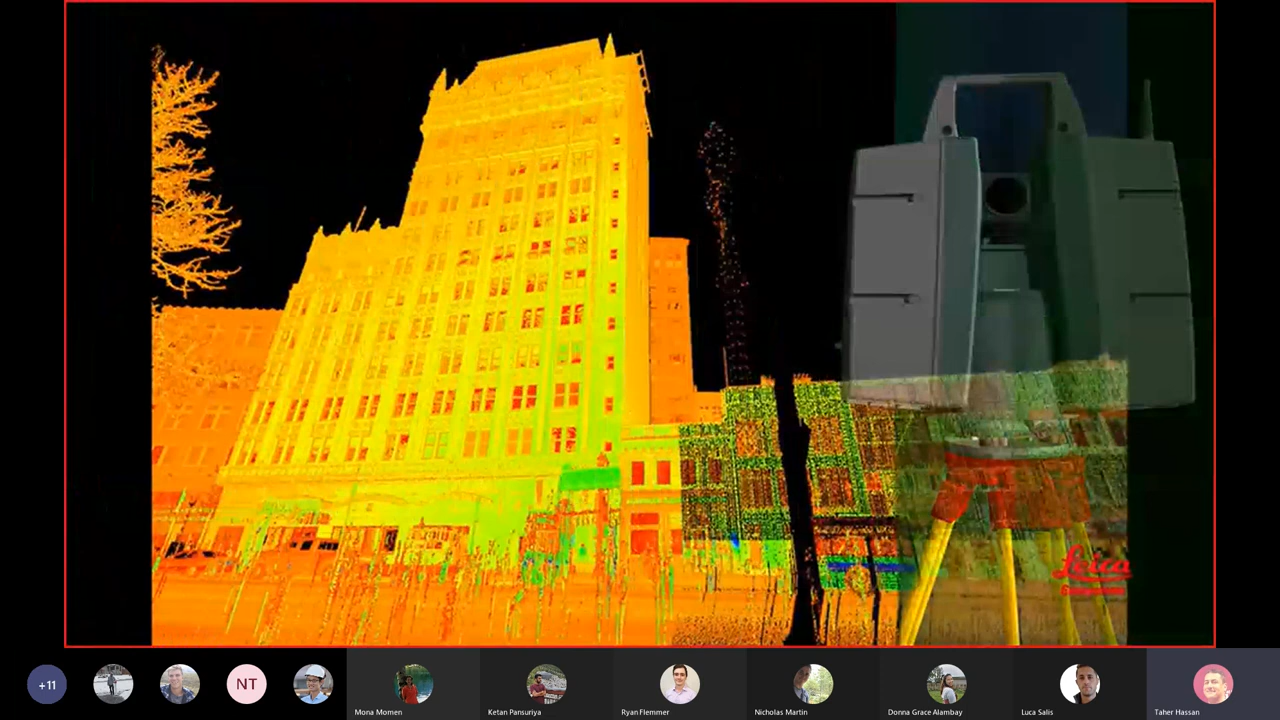 Leica
+11
NT
Mona Momen
Ketan Pansuriya
Ryan Flemmer
Nicholas Martin
Donna Grace Alambay
Luca Salis
Taher Hassan